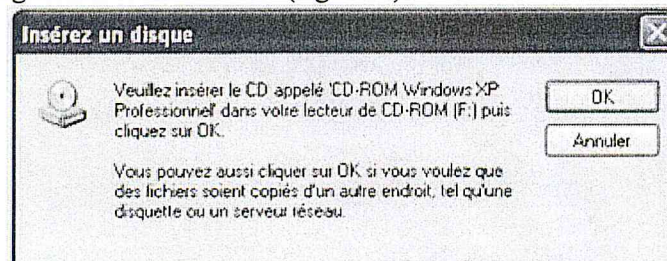 Insérez un disque
Veuillez insérer le CD appelé 'CD-ROM Windows XP
Professionnel' dans votre lecteur de CD-ROM (F:) puis
cliquez sur OK.
Vous pouvez aussi cliquer sur OK si vous voulez que
des fichiers soient copiés d'un autre endroit, tel qu'une
disquette ou un serveur réseau.
OK
Annuler